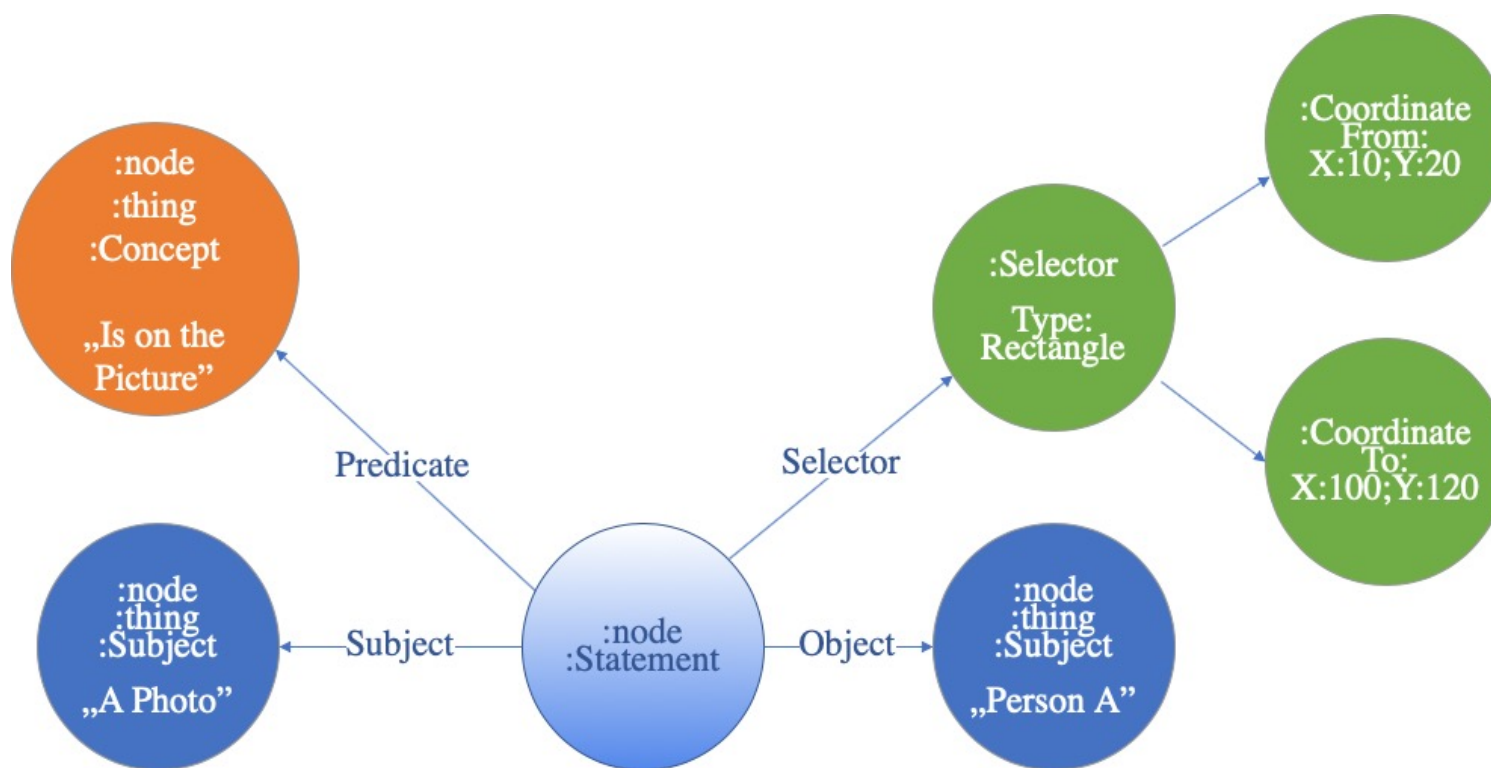 :Coordinate
From:
X:10;Y:20
:node
:thing
:Concept
„Is on the
Picture”
:Selector
Type:
Rectangle
:Coordinate
To:
X:100;Y:120
Predicate
Selector
:node
:thing
:Subject
„A Photo”
Subject
:node
:Statement
Object
:node
:thing
:Subject
„Person A”